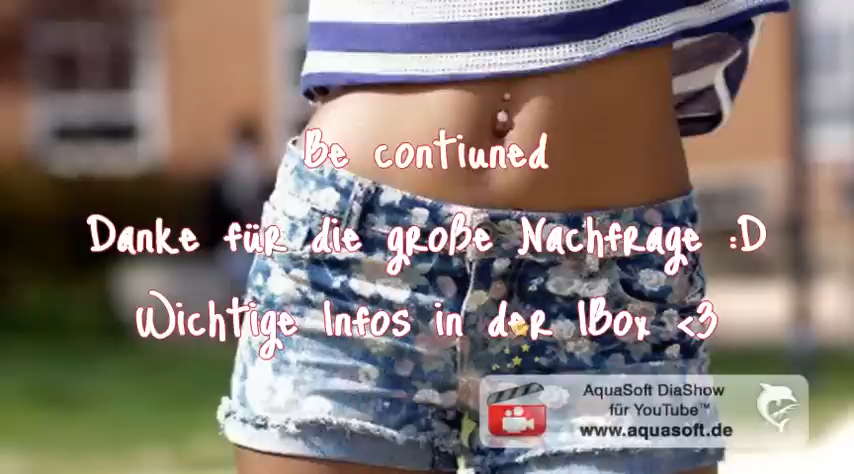 Be contiuned
Danke für die große Nachfrage :D
Wichtige Infos in der IBox <3
AquaSoft DiaShow
für YouTube™
www.aquasoft.de